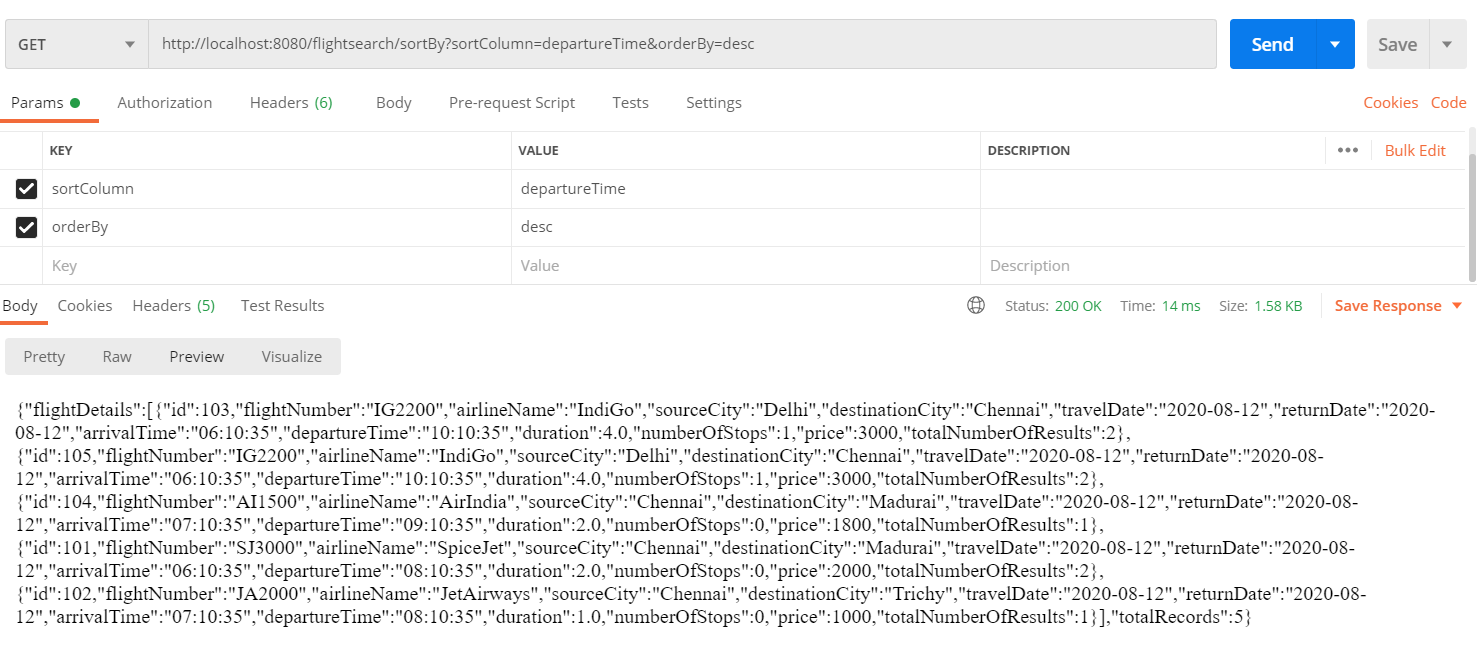 GET http://localhost:8080/flightsearch/sortBy?sortColumn=departureTime&orderBy=desc Send Save
Params Authorization Headers (6) Body Pre-request Script Tests Settings Cookies Code
KEY VALUE DESCRIPTION ••• Bulk Edit
sortColumn departureTime
orderBy desc
Key Value Description
Body Cookies Headers (5) Test Results Status: 200 OK Time: 14 ms Size: 1.58 KB Save Response
Pretty Raw Preview Visualize
{"flightDetails":[{"id":103,"flightNumber":"IG2200","airlineName":"IndiGo","sourceCity":"Delhi","destinationCity":"Chennai","travelDate":"2020-08-12","returnDate":"2020-
08-12","arrivalTime":"06:10:35","departureTime":"10:10:35","duration":4.0,"numberOfStops":1,"price":3000,"totalNumberOfResults":2},
{"id":105,"flightNumber":"IG2200","airlineName":"IndiGo","sourceCity":"Delhi","destinationCity":"Chennai","travelDate":"2020-08-12","returnDate":"2020-08-
12","arrivalTime":"06:10:35","departureTime":"10:10:35","duration":4.0,"numberOfStops":1,"price":3000,"totalNumberOfResults":2},
{"id":104,"flightNumber":"AI1500","airlineName":"AirIndia","sourceCity":"Chennai","destinationCity":"Madurai","travelDate":"2020-08-12","returnDate":"2020-08-
12","arrivalTime":"07:10:35","departureTime":"09:10:35","duration":2.0,"numberOfStops":0,"price":1800,"totalNumberOfResults":1},
{"id":101,"flightNumber":"SJ3000","airlineName":"SpiceJet","sourceCity":"Chennai","destinationCity":"Madurai","travelDate":"2020-08-12","returnDate":"2020-08-
12","arrivalTime":"06:10:35","departureTime":"08:10:35","duration":2.0,"numberOfStops":0,"price":2000,"totalNumberOfResults":2},
{"id":102,"flightNumber":"JA2000","airlineName":"JetAirways","sourceCity":"Chennai","destinationCity":"Trichy","travelDate":"2020-08-12","returnDate":"2020-08-
12","arrivalTime":"07:10:35","departureTime":"08:10:35","duration":1.0,"numberOfStops":0,"price":1000,"totalNumberOfResults":1}],"totalRecords":5}